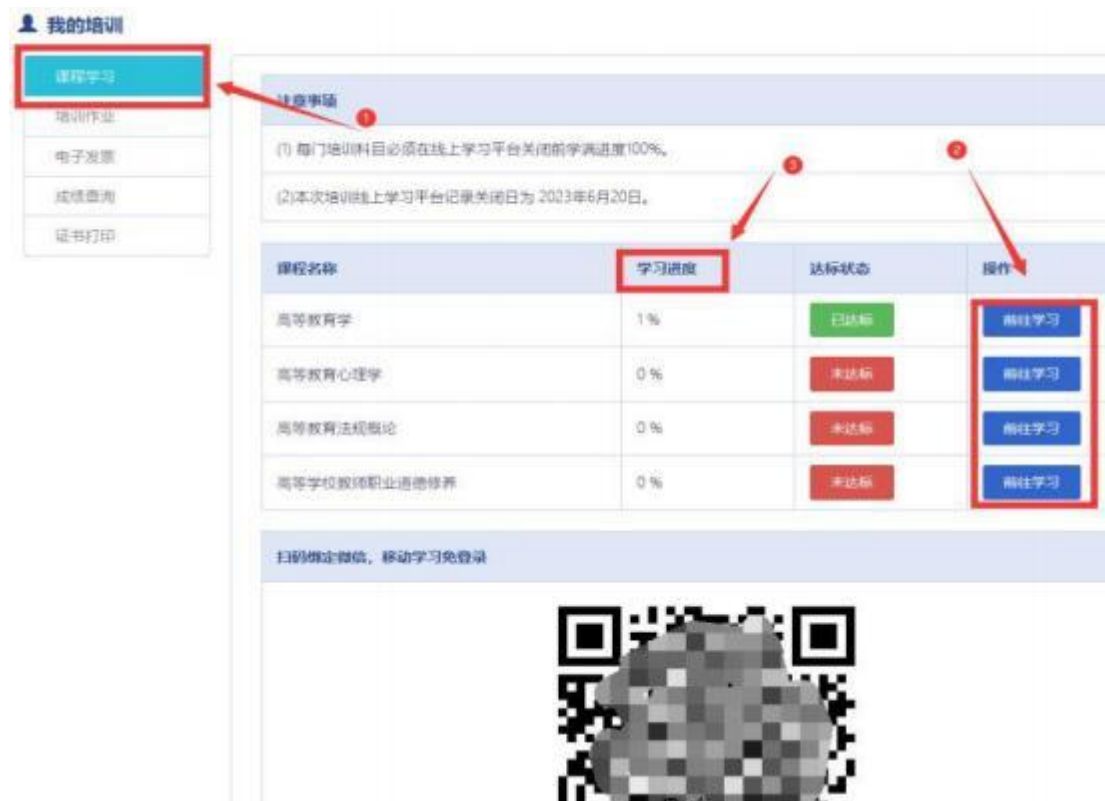 我的培训
课程学习
培训作业
电子发票
成绩查询
证书打印
注意事项
1
(1) 每门培训科目必须在线上学习平台关闭前学满进度100%。
3
2
(2)本次培训线上学习平台记录关闭日为 2023年6月20日。
课程名称 学习进度 达标状态 操作
高等教育学 1 % 已达标 前往学习
高等教育心理学 0 % 未达标 前往学习
高等教育法规概论 0 % 未达标 前往学习
高等学校教师职业道德修养 0 % 未达标 前往学习
扫码绑定微信，移动学习免登录